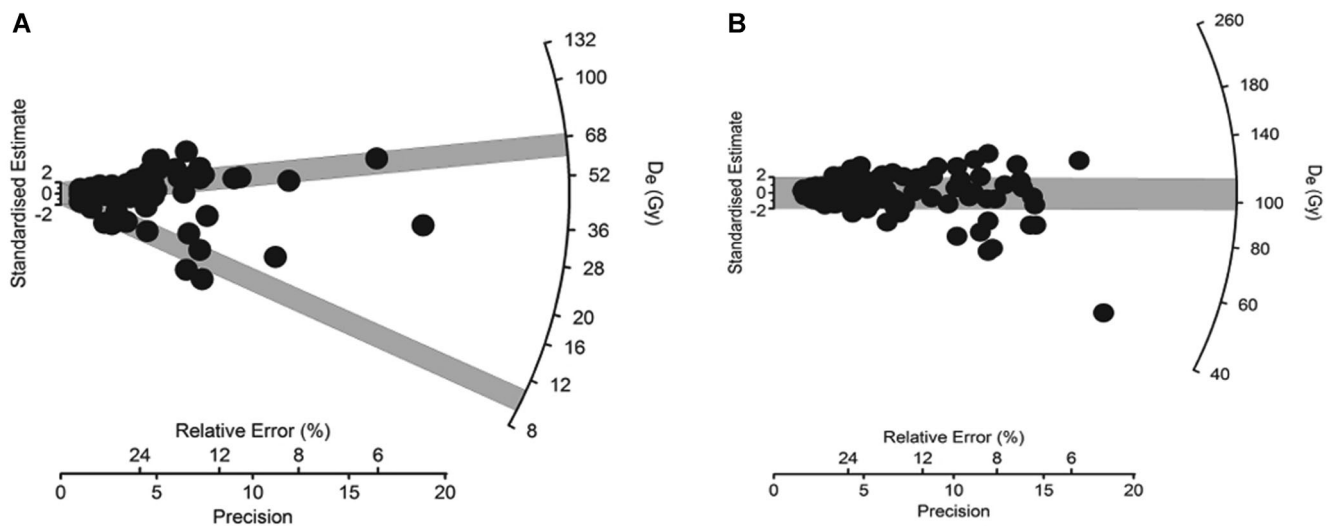 A
Standardised Estimate
2
0
-2
132
100
68
52
36
28
20
16
12
8
De (Gy)
Relative Error (%)
24 12 8 6
0 5 10 15 20
Precision
B
Standardised Estimate
2
0
-2
260
180
140
100
80
60
40
De (Gy)
Relative Error (%)
24 12 8 6
0 5 10 15 20
Precision